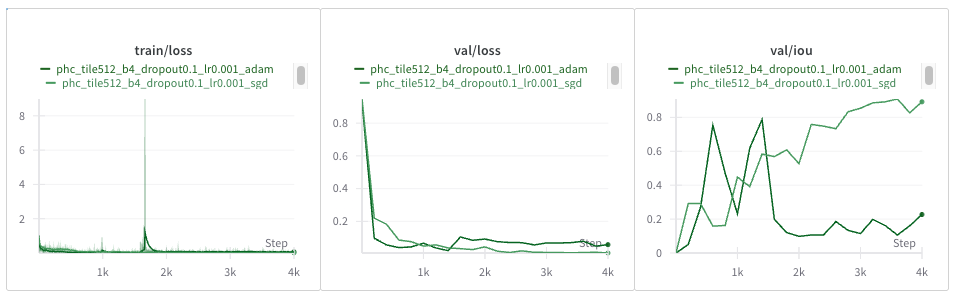 train/loss
phc_tile512_b4_dropout0.1_lr0.001_adam
phc_tile512_b4_dropout0.1_lr0.001_sgd
8
6
4
2
Step
1k
2k
3k
4k
val/loss
phc_tile512_b4_dropout0.1_lr0.001_adam
phc_tile512_b4_dropout0.1_lr0.001_sgd
0.8
0.6
0.4
0.2
Step
1k
2k
3k
4k
val/iou
phc_tile512_b4_dropout0.1_lr0.001_adam
phc_tile512_b4_dropout0.1_lr0.001_sgd
0.8
0.6
0.4
0.2
0
Step
1k
2k
3k
4k